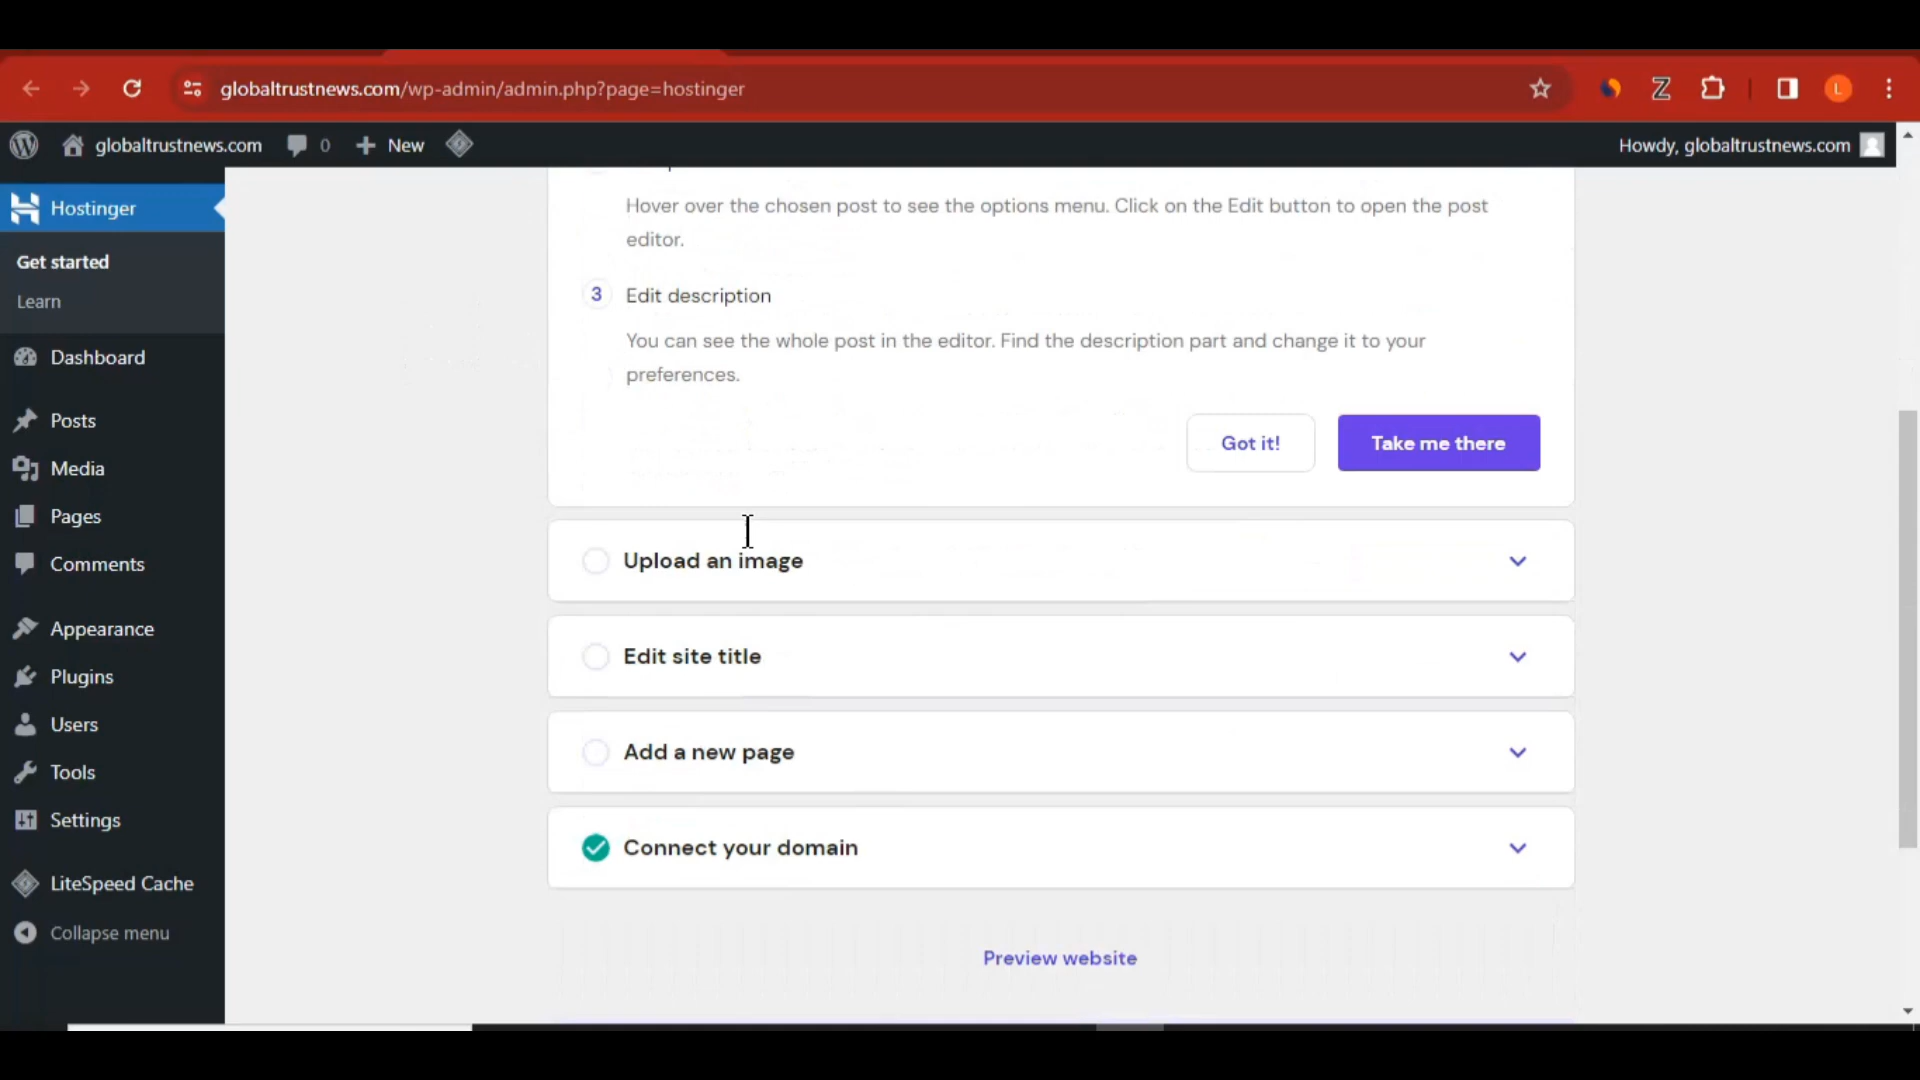 globaltrustnews.com/wp-admin/admin.php?page=hostinger
L
globaltrustnews.com 0 New
Howdy, globaltrustnews.com
Hostinger
Get started
Learn
Dashboard
Posts
Media
Pages
Comments
Appearance
Plugins
Users
Tools
Settings
LiteSpeed Cache
Collapse menu
Hover over the chosen post to see the options menu. Click on the Edit button to open the post
editor.
3 Edit description
You can see the whole post in the editor. Find the description part and change it to your
preferences.
Got it! Take me there
Upload an image
Edit site title
Add a new page
Connect your domain
Preview website